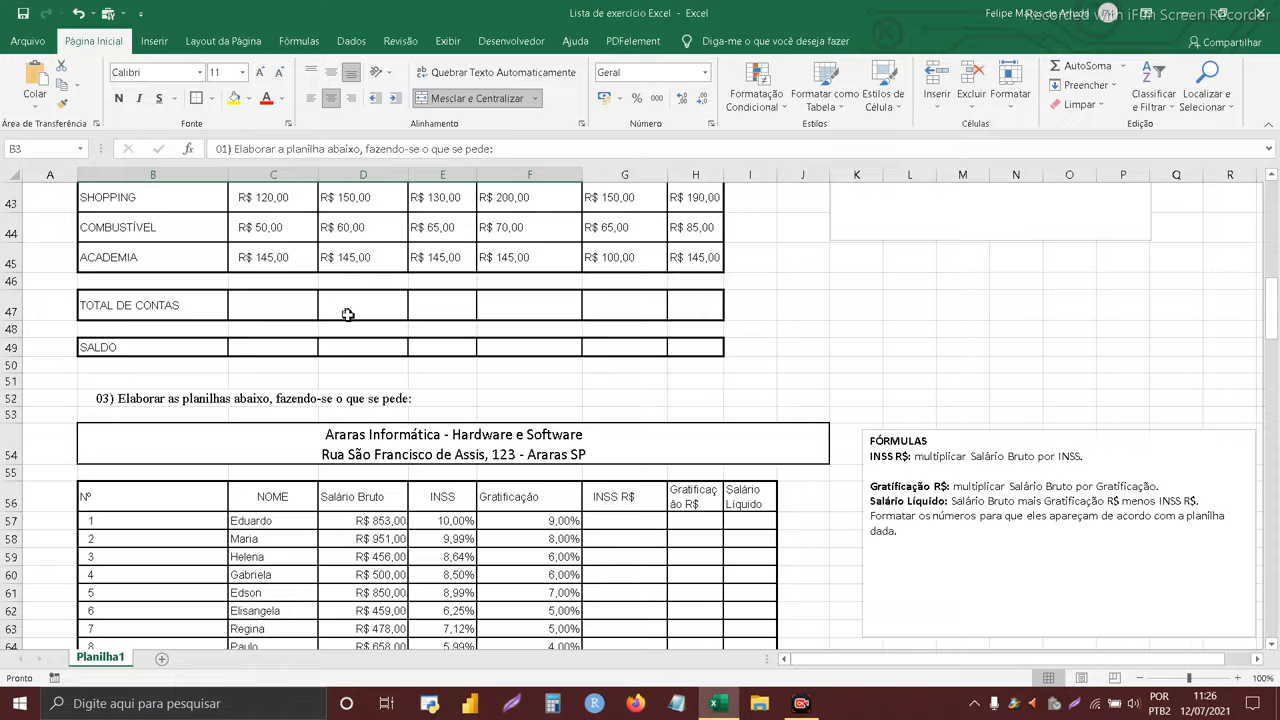 Lista de exercício Excel - Excel
Felipe Matos de Arruda
Recorded with iFun Screen Recorder
Arquivo Página Inicial Inserir Layout da Página Fórmulas Dados Revisão Exibir Desenvolvedor Ajuda PDFelement Diga-me o que você deseja fazer Compartilhar
Colar
Calibri 11
N I S
Quebrar Texto Automaticamente
Mesclar e Centralizar
Geral
% 000
Formatação Condicional
Formatar como Tabela
Estilos de Célula
Inserir Excluir Formatar
AutoSoma
Preencher
Limpar
Classificar e Filtrar
Localizar e Selecionar
Área de Transferência Fonte Alinhamento Número Estilos Células Edição
B3 fx 01) Elaborar a planilha abaixo, fazendo-se o que se pede:
A B C D E F G H I J K L M N O P Q R
43 SHOPPING R$ 120,00 R$ 150,00 R$ 130,00 R$ 200,00 R$ 150,00 R$ 190,00
44 COMBUSTÍVEL R$ 50,00 R$ 60,00 R$ 65,00 R$ 70,00 R$ 65,00 R$ 85,00
45 ACADEMIA R$ 145,00 R$ 145,00 R$ 145,00 R$ 145,00 R$ 100,00 R$ 145,00
46
47 TOTAL DE CONTAS
48
49 SALDO
50
51
52 03) Elaborar as planilhas abaixo, fazendo-se o que se pede:
53
54 Araras Informática - Hardware e Software
Rua São Francisco de Assis, 123 - Araras SP
55
56 Nº NOME Salário Bruto INSS Gratificação INSS R$ Gratificaç ão R$ Salário Líquido
57 1 Eduardo R$ 853,00 10,00% 9,00%
58 2 Maria R$ 951,00 9,99% 8,00%
59 3 Helena R$ 456,00 8,64% 6,00%
60 4 Gabriela R$ 500,00 8,50% 6,00%
61 5 Edson R$ 850,00 8,99% 7,00%
62 6 Elisangela R$ 459,00 6,25% 5,00%
63 7 Regina R$ 478,00 7,12% 5,00%
64 8 Paulo R$ 658,00 5,99% 4,00%
FÓRMULAS
INSS R$: multiplicar Salário Bruto por INSS.
Gratificação R$: multiplicar Salário Bruto por Gratificação.
Salário Líquido: Salário Bruto mais Gratificação R$ menos INSS R$.
Formatar os números para que eles apareçam de acordo com a planilha
dada.
Planilha1
Pronto 100%
Digite aqui para pesquisar
POR
PTB2
11:26
12/07/2021